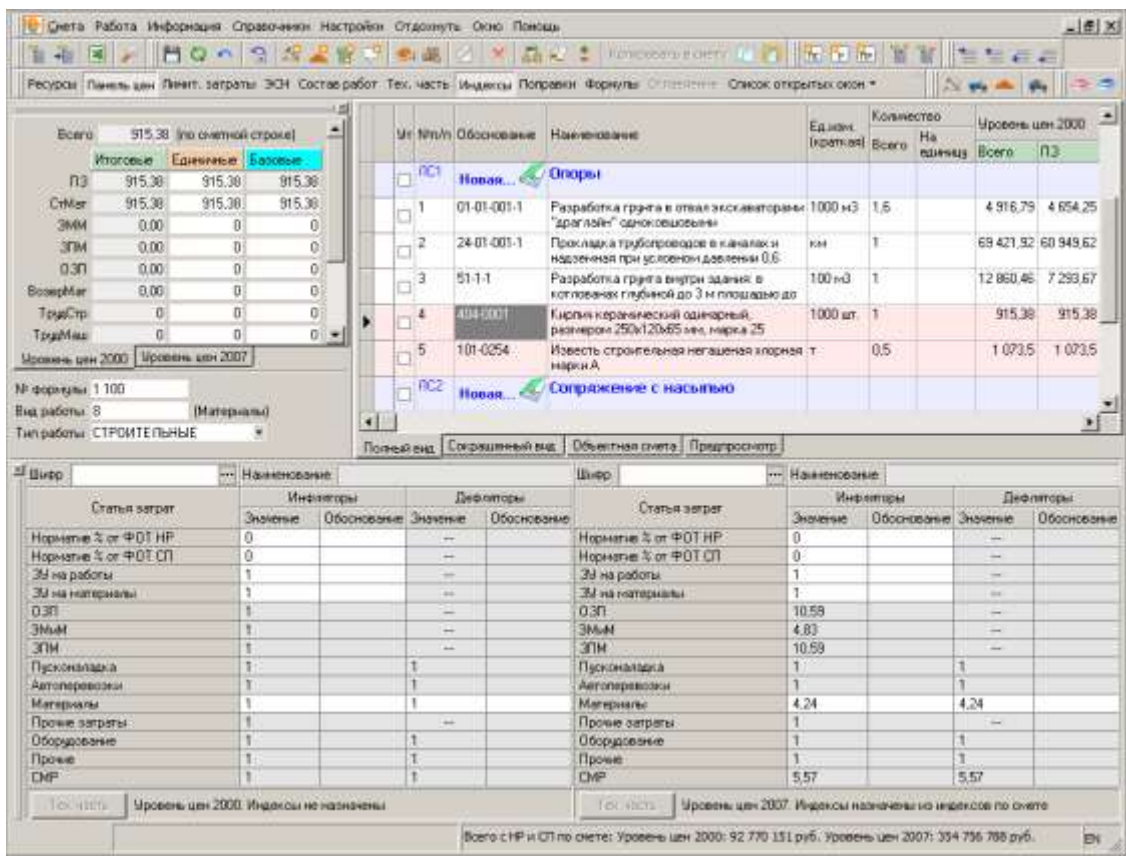 Смета Работа Информация Справочники Настройки Отдохнуть Окно Помощь
Копировать в смету
Ресурсы Панель цен Лимит. затраты ЭСН Состав работ Тех. часть Индексы Поправки Формулы Оглавление Список открытых окон
Всего 915,38 (по сметной строке)
Итоговые Единичные Базовые
ПЗ 915,38 915,38 915,38
СтМат 915,38 915,38 915,38
ЭММ 0,00 0 0
ЗПМ 0,00 0 0
ОЗП 0,00 0 0
ВозврМат 0,00 0 0
ТрудСтр 0 0 0
ТрудМаш 0 0 0
Уровень цен 2000 Уровень цен 2007
№ формулы 1 100
Вид работы 8 (Материалы)
Тип работы СТРОИТЕЛЬНЫЕ
Ур №п/п Обоснование Наименование Ед.изм. (краткая) Количество Уровень цен 2000
Всего На единицу Всего ПЗ
ПС1 Новая... Опоры
1 01-01-001-1 Разработка грунта в отвал экскаваторами 1000 м3 1,6 4 916,79 4 654,25
"драглайн" одноковшовыми
2 24-01-001-1 Прокладка трубопроводов в каналах и км 1 69 421,92 60 949,62
надземная при условном давлении 0,6
3 51-1-1 Разработка грунта внутри здания: в 100 м3 1 12 860,46 7 293,67
котлованах глубиной до 3 м площадью до
4 404-0001 Кирпич керамический одинарный, 1000 шт. 1 915,38 915,38
размером 250х120х65 мм, марка 25
5 101-0254 Известь строительная негашеная хлорная т 0,5 1 073,5 1 073,5
марки А
ПС2 Новая... Сопряжение с насыпью
Полный вид Сокращенный вид Объектная смета Предпросмотр
Шифр ... Наименование
Статья затрат Инфляторы Дефляторы
Значение Обоснование Значение Обоснование
Норматив % от ФОТ НР 0 --
Норматив % от ФОТ СП 0 --
ЗУ на работы 1 --
ЗУ на материалы 1 --
ОЗП 1 --
ЭМиМ 1 --
ЗПМ 1 --
Пусконаладка 1 1
Автоперевозки 1 1
Материалы 1 1
Прочие затраты 1 --
Оборудование 1 1
Прочие 1 1
СМР 1 1
Тех. часть Уровень цен 2000. Индексы не назначены
Шифр ... Наименование
Статья затрат Инфляторы Дефляторы
Значение Обоснование Значение Обоснование
Норматив % от ФОТ НР 0 --
Норматив % от ФОТ СП 0 --
ЗУ на работы 1 --
ЗУ на материалы 1 --
ОЗП 10,59 --
ЭМиМ 4,83 --
ЗПМ 10,59 --
Пусконаладка 1 1
Автоперевозки 1 1
Материалы 4,24 4,24
Прочие затраты 1 --
Оборудование 1 1
Прочие 1 1
СМР 5,57 5,57
Тех. часть Уровень цен 2007. Индексы назначены из индексов по смете
Всего с НР и СП по смете: Уровень цен 2000: 92 770 151 руб. Уровень цен 2007: 354 756 788 руб. EN